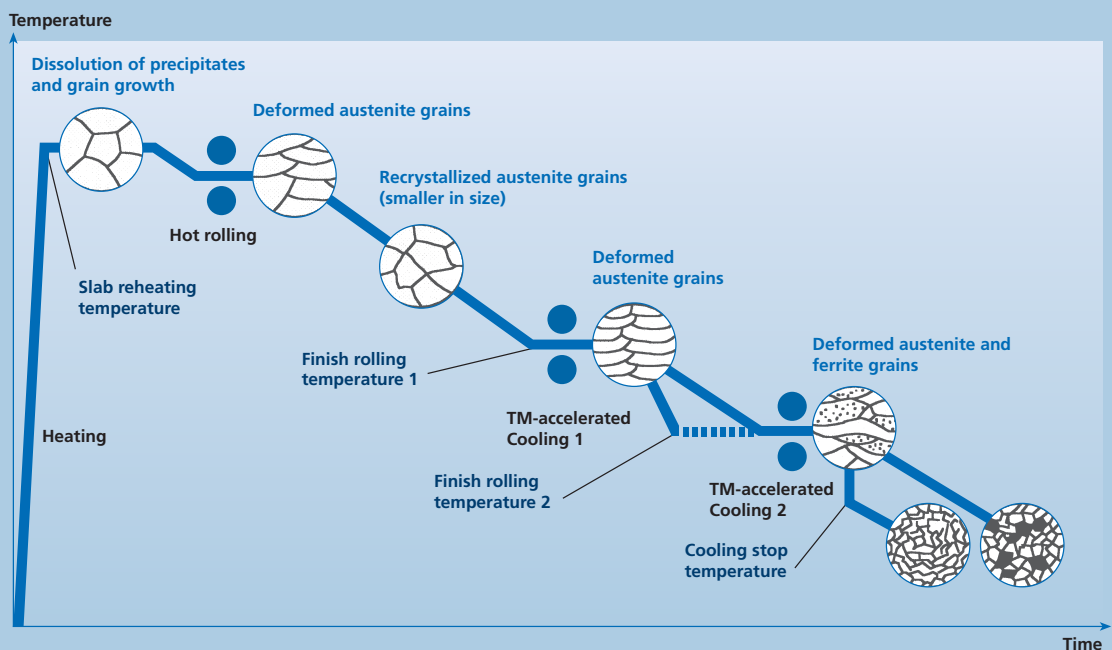 Temperature
Dissolution of precipitates
and grain growth
Deformed austenite grains
Recrystallized austenite grains
(smaller in size)
Hot rolling
Slab reheating
temperature
Deformed
austenite grains
Finish rolling
temperature 1
Deformed austenite and
ferrite grains
TM-accelerated
Cooling 1
Heating
Finish rolling
temperature 2
TM-accelerated
Cooling 2
Cooling stop
temperature
Time